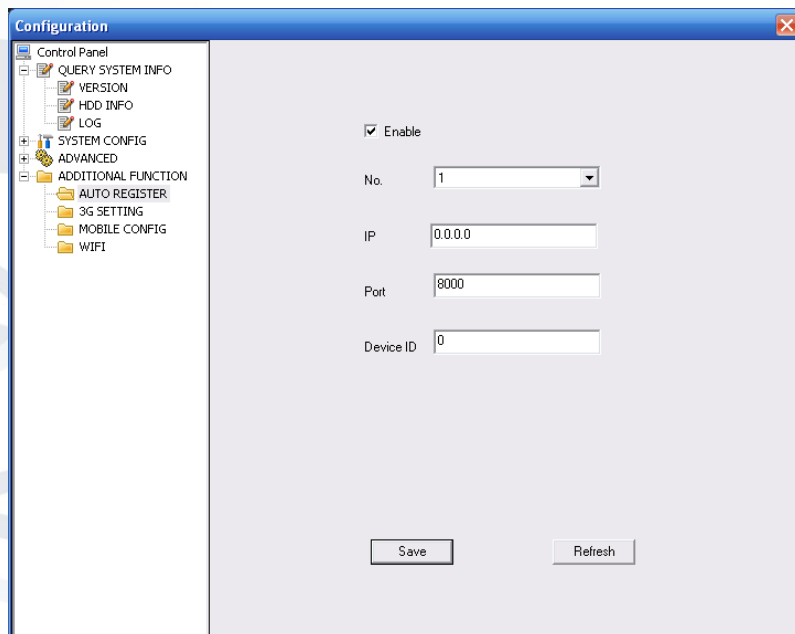 Configuration
Control Panel
QUERY SYSTEM INFO
VERSION
HDD INFO
LOG
SYSTEM CONFIG
ADVANCED
ADDITIONAL FUNCTION
AUTO REGISTER
3G SETTING
MOBILE CONFIG
WIFI
Enable
No. 1
IP 0.0.0.0
Port 8000
Device ID 0
Save Refresh